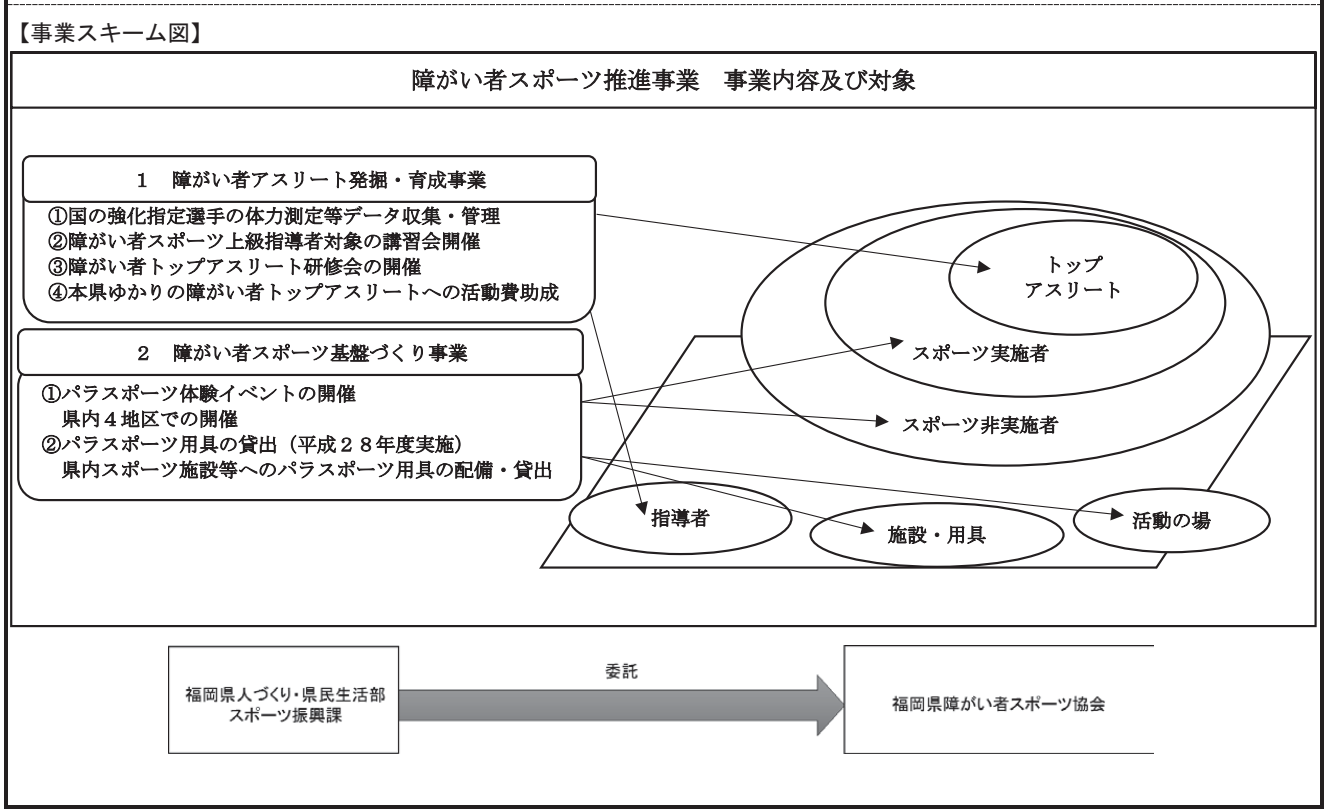 【事業スキーム図】
障がい者スポーツ推進事業　事業内容及び対象
１　障がい者アスリート発掘・育成事業
①国の強化指定選手の体力測定等データ収集・管理
②障がい者スポーツ上級指導者対象の講習会開催
③障がい者トップアスリート研修会の開催
④本県ゆかりの障がい者トップアスリートへの活動費助成
２　障がい者スポーツ基盤づくり事業
①パラスポーツ体験イベントの開催
県内４地区での開催
②パラスポーツ用具の貸出（平成２８年度実施）
県内スポーツ施設等へのパラスポーツ用具の配備・貸出
トップ
アスリート
スポーツ実施者
スポーツ非実施者
指導者
施設・用具
活動の場
福岡県人づくり・県民生活部
スポーツ振興課
委託
福岡県障がい者スポーツ協会